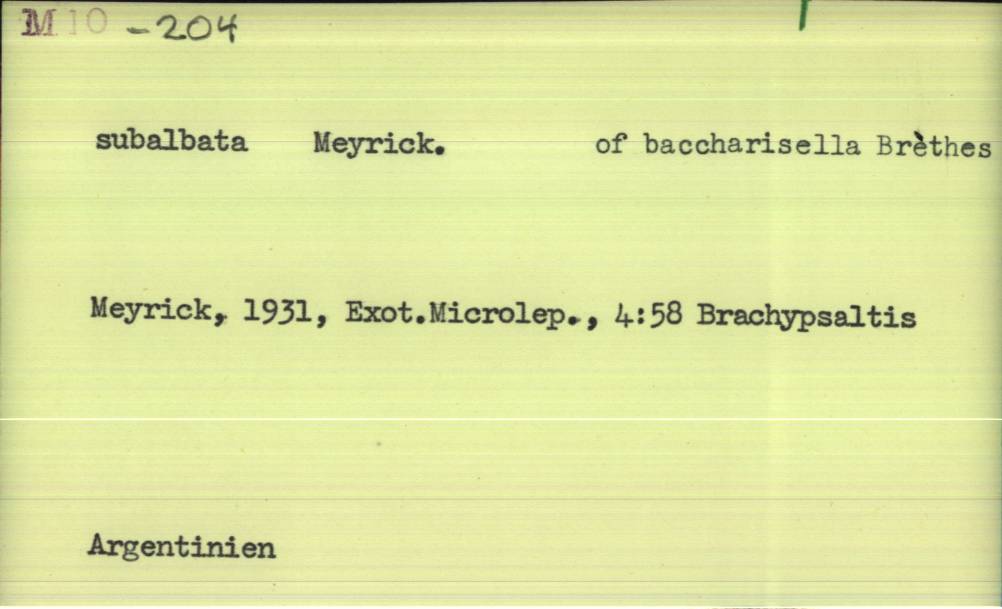 M10 -204
subalbata Meyrick. of baccharisella Brèthes
Meyrick, 1931, Exot.Microlep., 4:58 Brachypsaltis
Argentinien